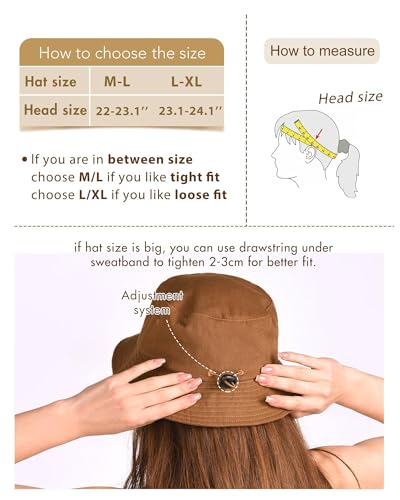 How to choose the size
Hat size M-L L-XL
Head size 22-23.1'' 23.1-24.1''
• If you are in between size
choose M/L if you like tight fit
choose L/XL if you like loose fit
How to measure
Head size
if hat size is big, you can use drawstring under
sweatband to tighten 2-3cm for better fit.
Adjustment
system